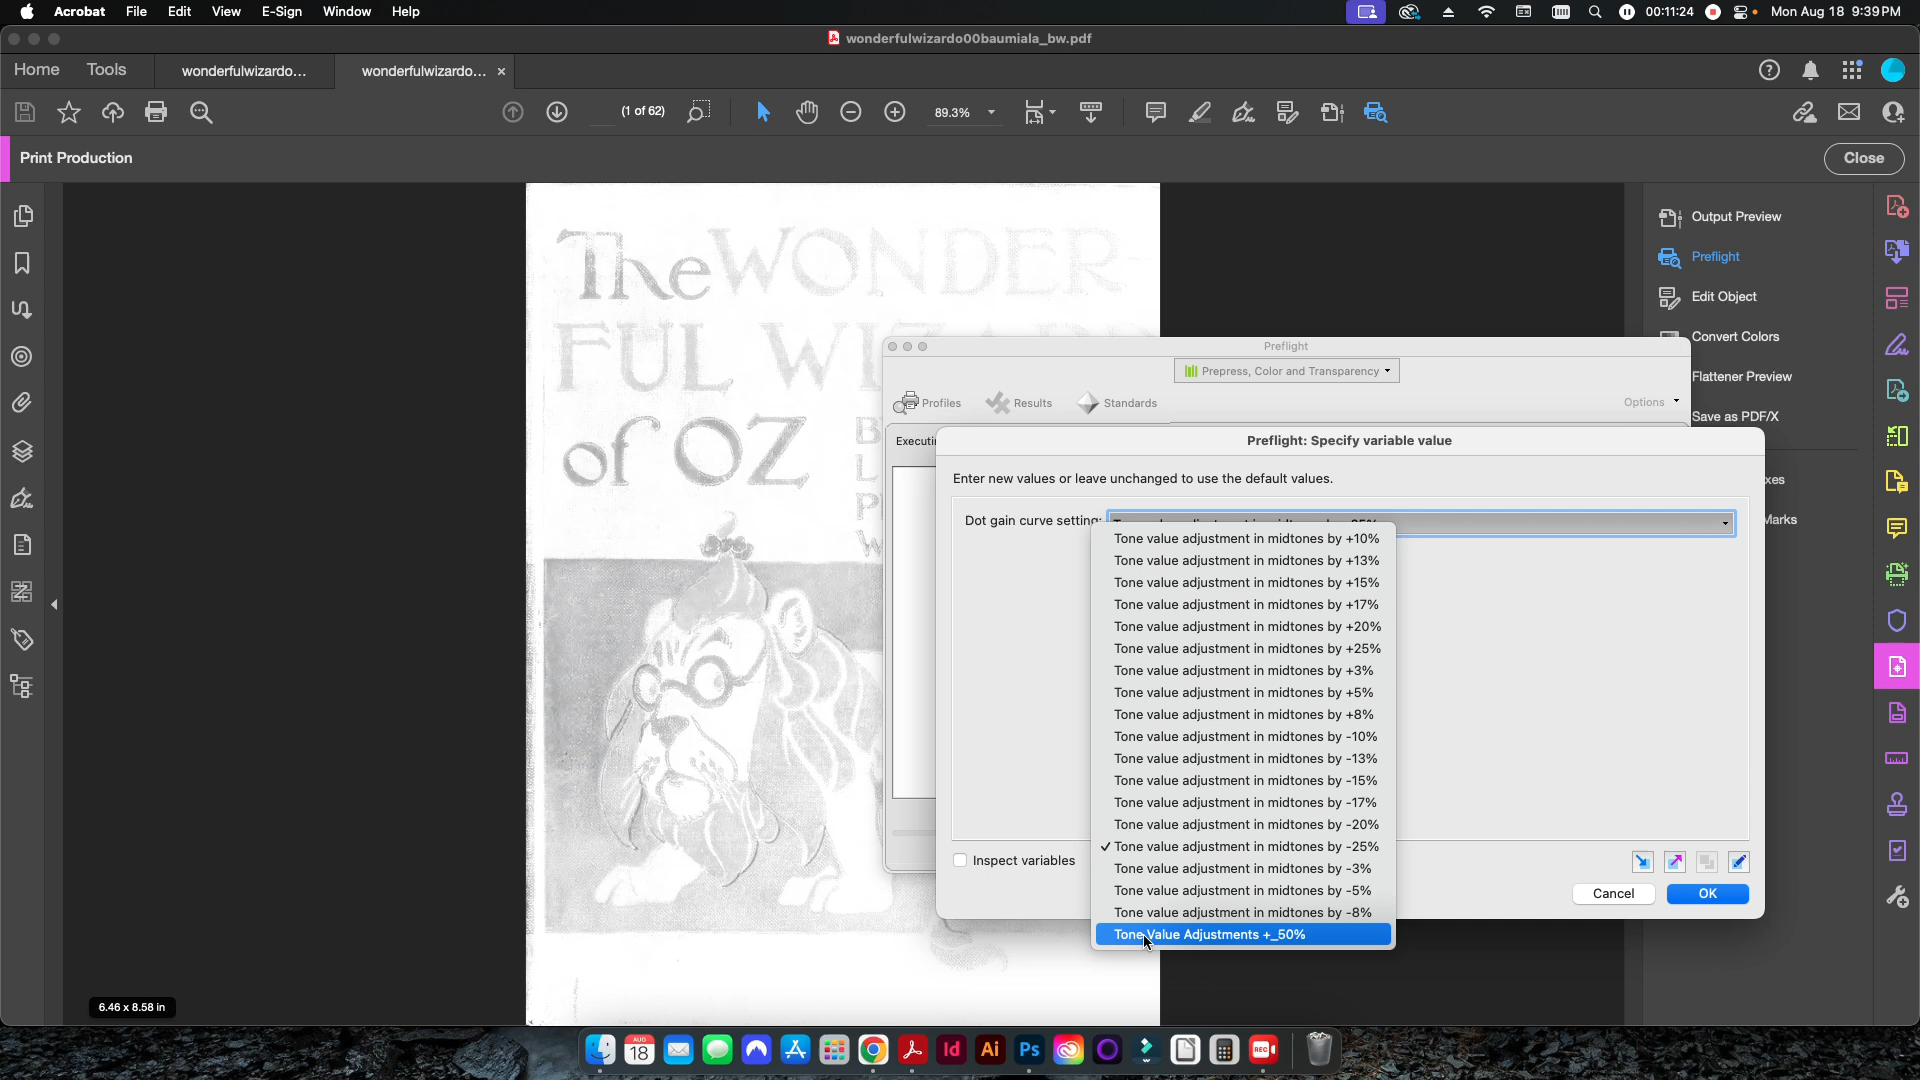 Acrobat File Edit View E-Sign Window Help 00:11:24 Mon Aug 18 9:39 PM
wonderfulwizardo00baumiala_bw.pdf
Home Tools wonderfulwizardo... wonderfulwizardo... ×
(1 of 62) 89.3%
Print Production Close
The WONDER-
FUL WIZARD
of OZ
Output Preview
Preflight
Edit Object
Convert Colors
Flattener Preview
Save as PDF/X
Preflight
Prepress, Color and Transparency
Profiles Results Standards Options
Preflight: Specify variable value
Enter new values or leave unchanged to use the default values.
Dot gain curve setting:
Tone value adjustment in midtones by +10%
Tone value adjustment in midtones by +13%
Tone value adjustment in midtones by +15%
Tone value adjustment in midtones by +17%
Tone value adjustment in midtones by +20%
Tone value adjustment in midtones by +25%
Tone value adjustment in midtones by +3%
Tone value adjustment in midtones by +5%
Tone value adjustment in midtones by +8%
Tone value adjustment in midtones by -10%
Tone value adjustment in midtones by -13%
Tone value adjustment in midtones by -15%
Tone value adjustment in midtones by -17%
Tone value adjustment in midtones by -20%
✓ Tone value adjustment in midtones by -25%
Tone value adjustment in midtones by -3%
Tone value adjustment in midtones by -5%
Tone value adjustment in midtones by -8%
Tone Value Adjustments +_50%
Inspect variables
Cancel OK
6.46 x 8.58 in
AUG
18
Id Ai Ps REC